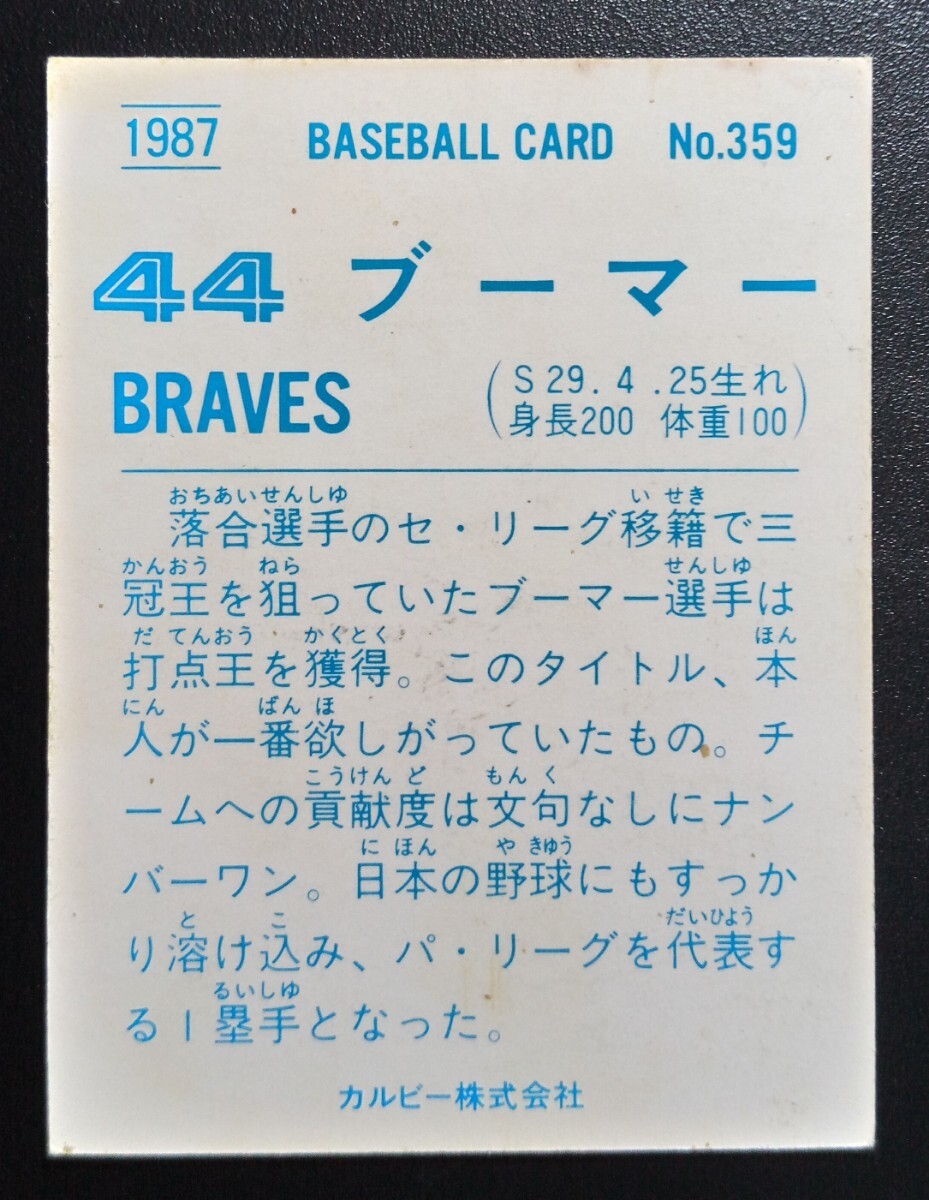 1987 BASEBALL CARD No.359
44 ブーマー
BRAVES
(S29.4.25生れ
身長200 体重100)
おちあいせんしゆ い せき
落合選手のセ・リーグ移籍で三
かんおう ねら せんしゆ
冠王を狙っていたブーマー選手は
だ てんおう かくとく ほん
打点王を獲得。このタイトル、本
にん ばん ほ
人が一番欲しがっていたもの。チ
こうけん ど もん く
ームへの貢献度は文句なしにナン
に ほん や きゆう
バーワン。日本の野球にもすっか
と こ だいひよう
り溶け込み、パ・リーグを代表す
るいしゆ
る1塁手となった。
カルビー株式会社